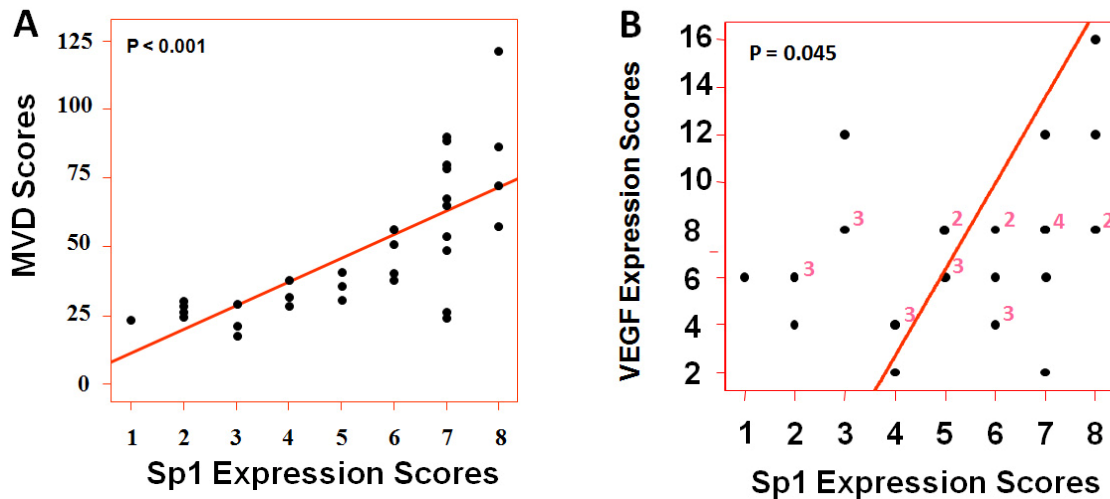 A
P < 0.001
MVD Scores
125
100
75
50
25
0
1 2 3 4 5 6 7 8
Sp1 Expression Scores
B
P = 0.045
VEGF Expression Scores
16
14
12
10
8
6
4
2
3
2
2
4
2
3
3
3
3
1 2 3 4 5 6 7 8
Sp1 Expression Scores